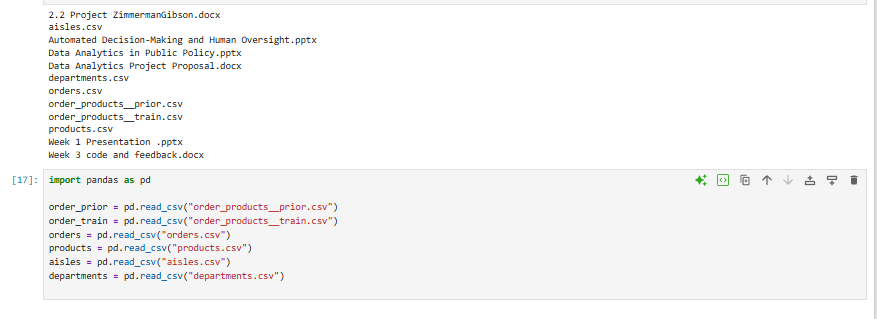 2.2 Project ZimmermanGibson.docx
aisles.csv
Automated Decision-Making and Human Oversight.pptx
Data Analytics in Public Policy.pptx
Data Analytics Project Proposal.docx
departments.csv
orders.csv
order_products__prior.csv
order_products__train.csv
products.csv
Week 1 Presentation .pptx
Week 3 code and feedback.docx
[17]: import pandas as pd
order_prior = pd.read_csv("order_products__prior.csv")
order_train = pd.read_csv("order_products__train.csv")
orders = pd.read_csv("orders.csv")
products = pd.read_csv("products.csv")
aisles = pd.read_csv("aisles.csv")
departments = pd.read_csv("departments.csv")